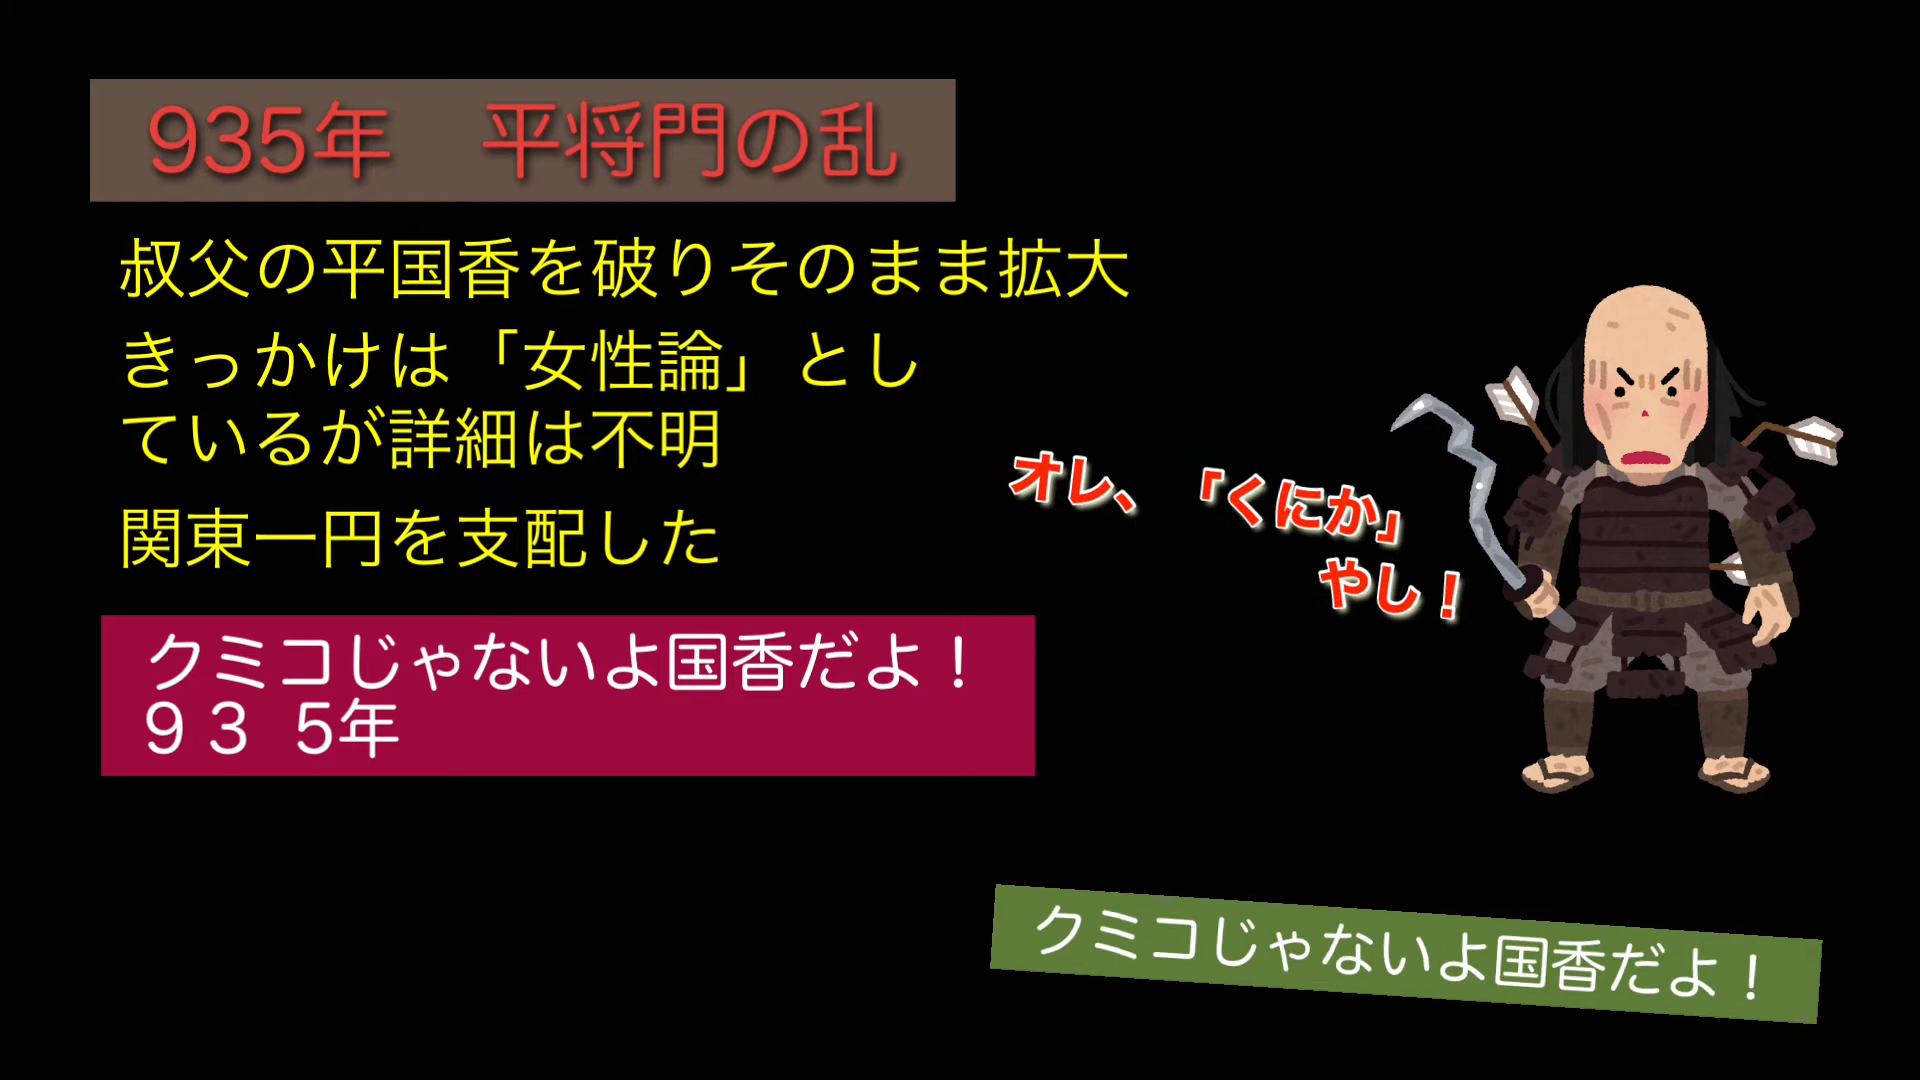 935年　平将門の乱
叔父の平国香を破りそのまま拡大
きっかけは「女性論」とし
ているが詳細は不明
関東一円を支配した
オレ、「くにか」
やし！
クミコじゃないよ国香だよ！
９３ ５年
クミコじゃないよ国香だよ！